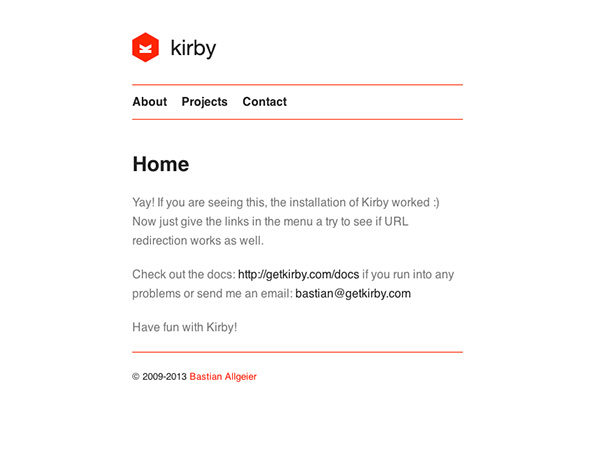 kirby
About Projects Contact
Home
Yay! If you are seeing this, the installation of Kirby worked :)
Now just give the links in the menu a try to see if URL
redirection works as well.
Check out the docs: http://getkirby.com/docs if you run into any
problems or send me an email: bastian@getkirby.com
Have fun with Kirby!
© 2009-2013 Bastian Allgeier